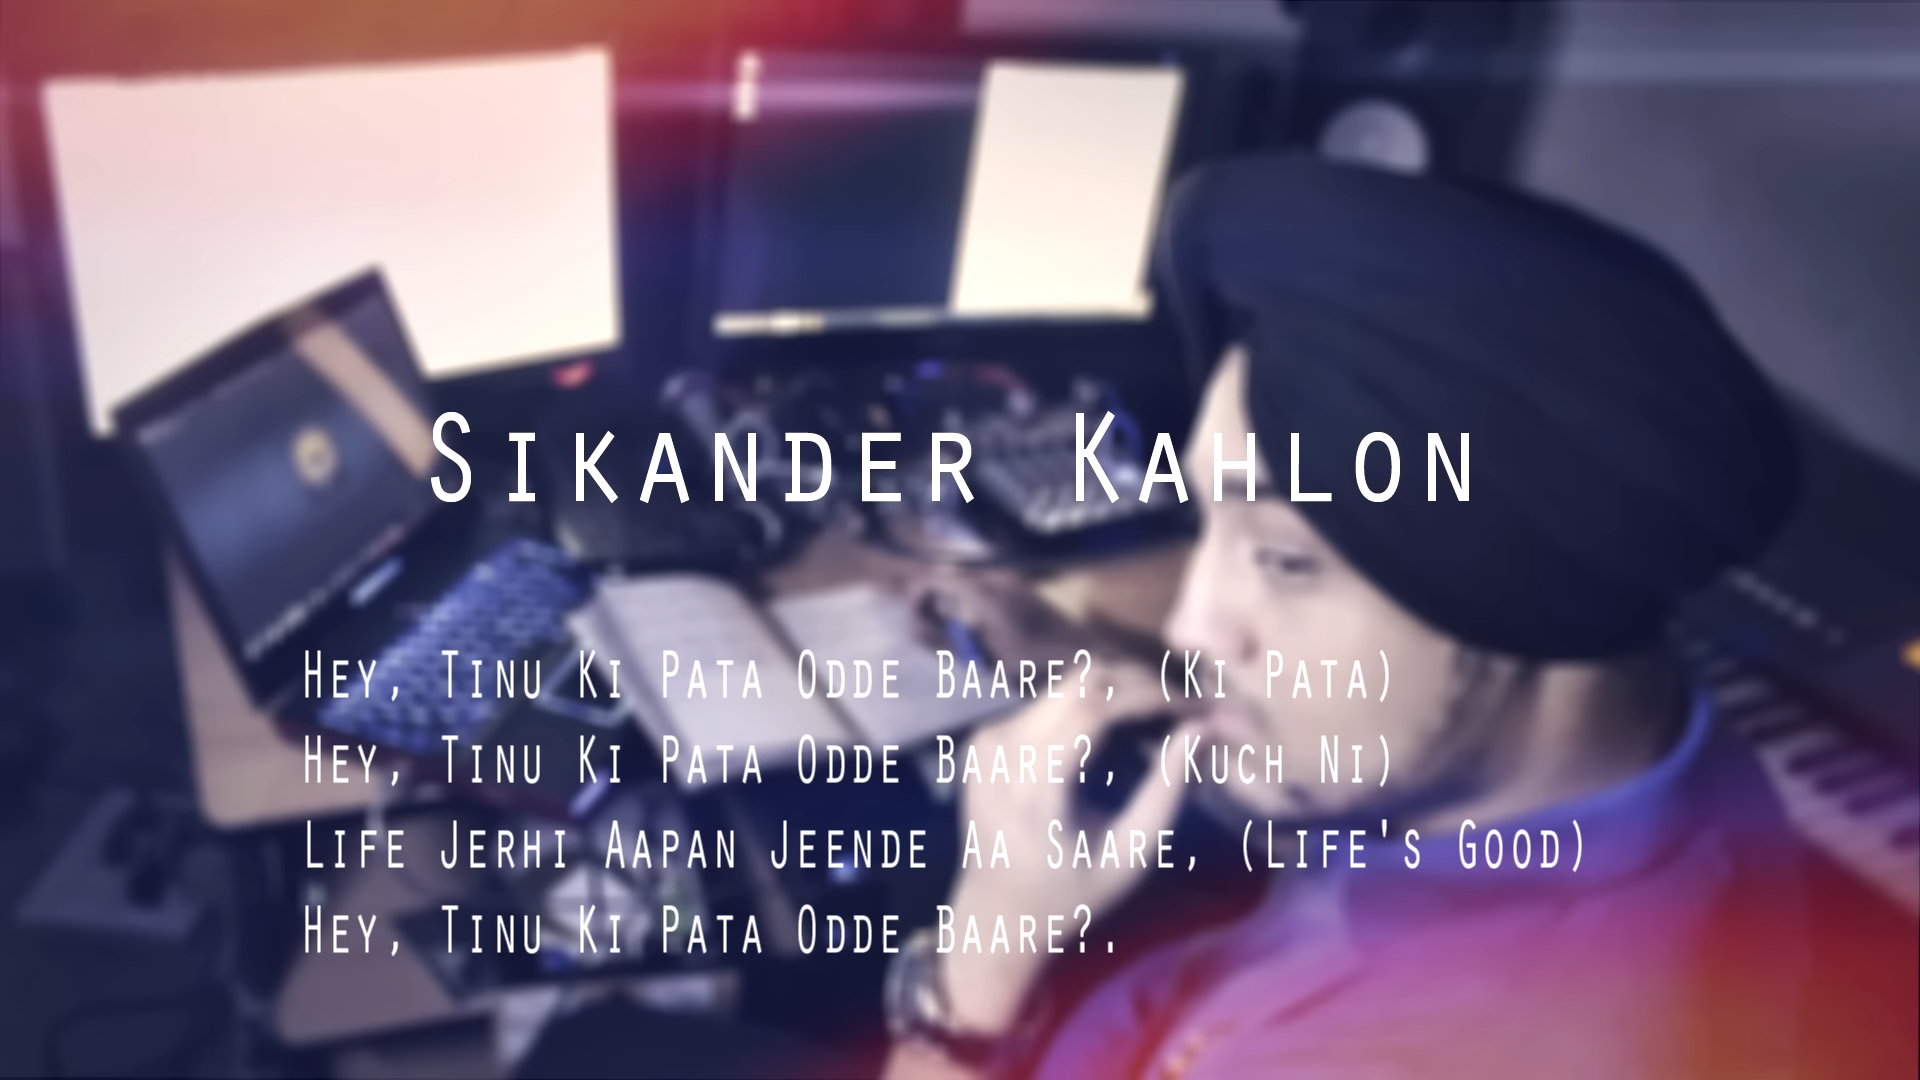 Sikander Kahlon
Hey, Tinu Ki Pata Odde Baare?, (Ki Pata)
Hey, Tinu Ki Pata Odde Baare?, (Kuch Ni)
Life Jerhi Aapan Jeende Aa Saare, (Life's Good)
Hey, Tinu Ki Pata Odde Baare?.